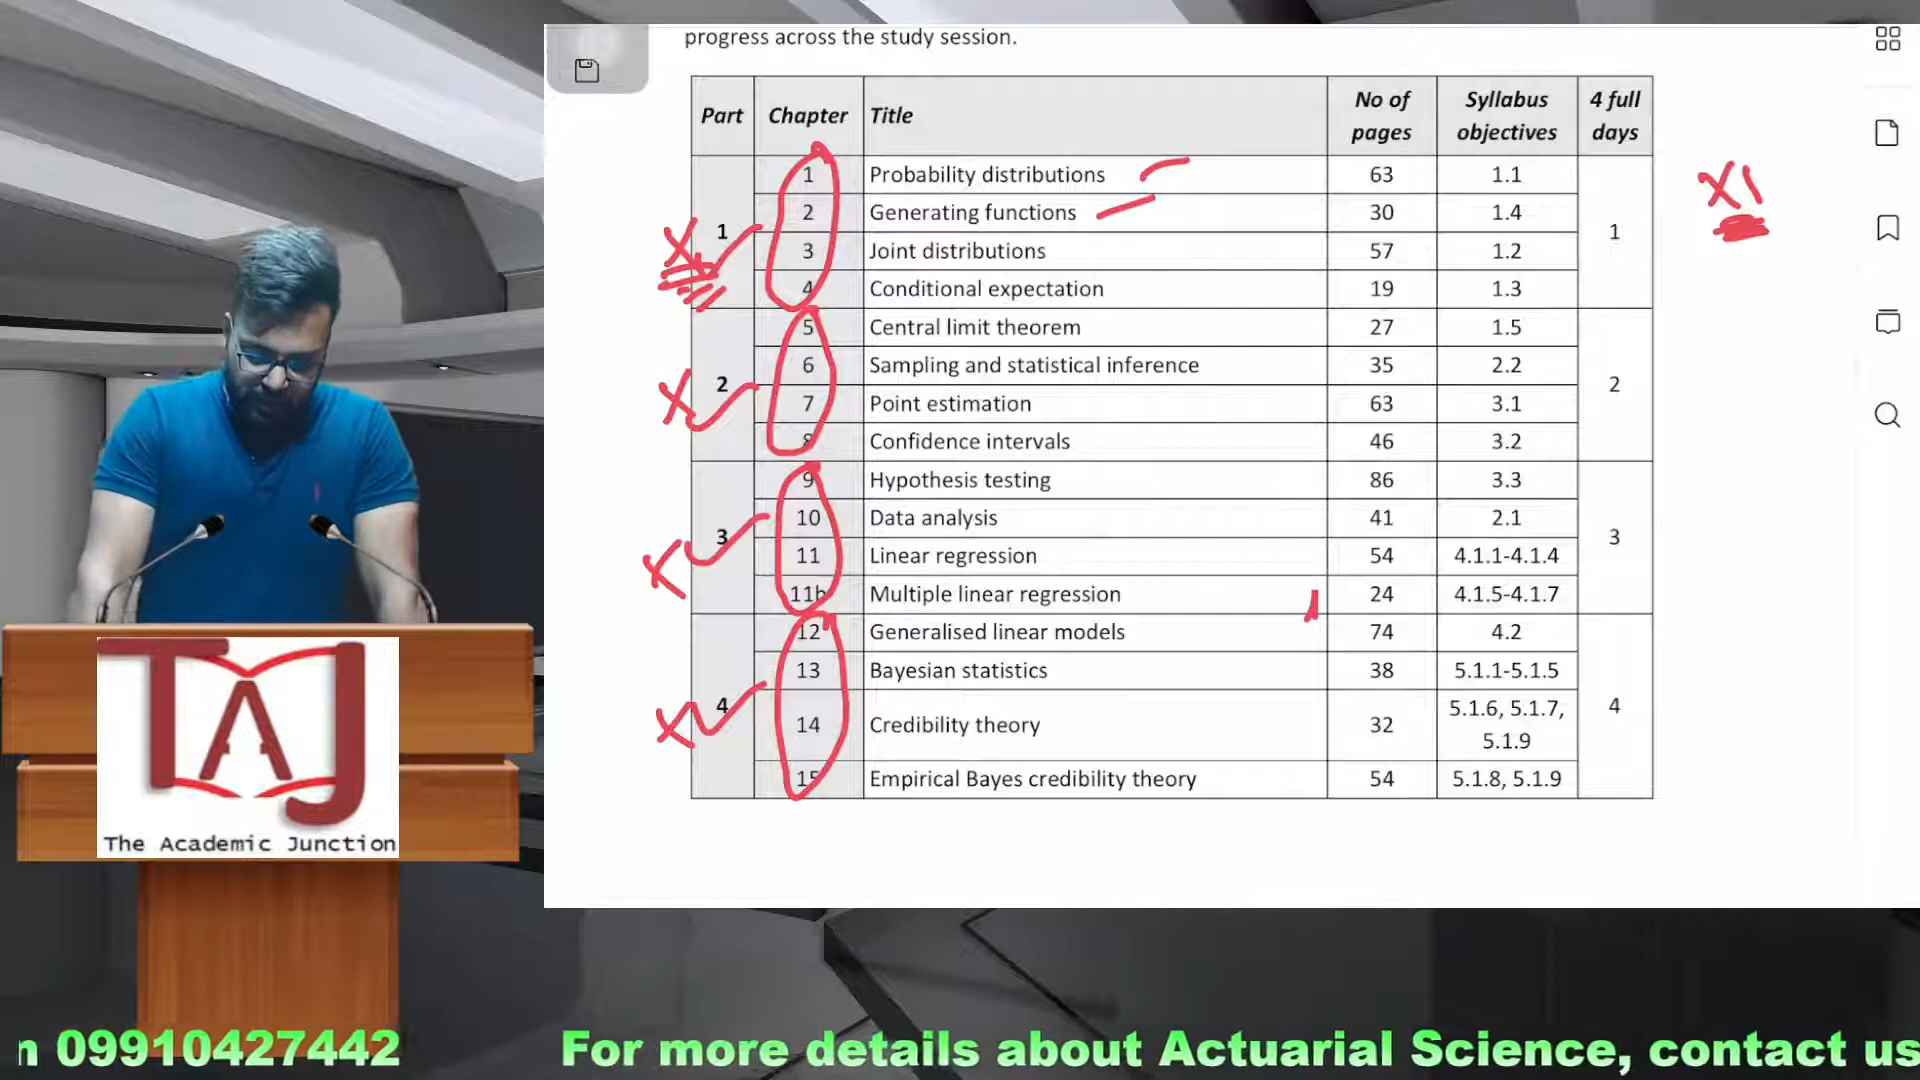 progress across the study session.
Part Chapter Title No of pages Syllabus objectives 4 full days
1 1 Probability distributions 63 1.1 1
2 Generating functions 30 1.4
3 Joint distributions 57 1.2
4 Conditional expectation 19 1.3
2 5 Central limit theorem 27 1.5 2
6 Sampling and statistical inference 35 2.2
7 Point estimation 63 3.1
8 Confidence intervals 46 3.2
3 9 Hypothesis testing 86 3.3 3
10 Data analysis 41 2.1
11 Linear regression 54 4.1.1-4.1.4
11b Multiple linear regression 24 4.1.5-4.1.7
4 12 Generalised linear models 74 4.2 4
13 Bayesian statistics 38 5.1.1-5.1.5
14 Credibility theory 32 5.1.6, 5.1.7, 5.1.9
15 Empirical Bayes credibility theory 54 5.1.8, 5.1.9
X1
X
X
X
X
TAJ
The Academic Junction
n 09910427442 For more details about Actuarial Science, contact us